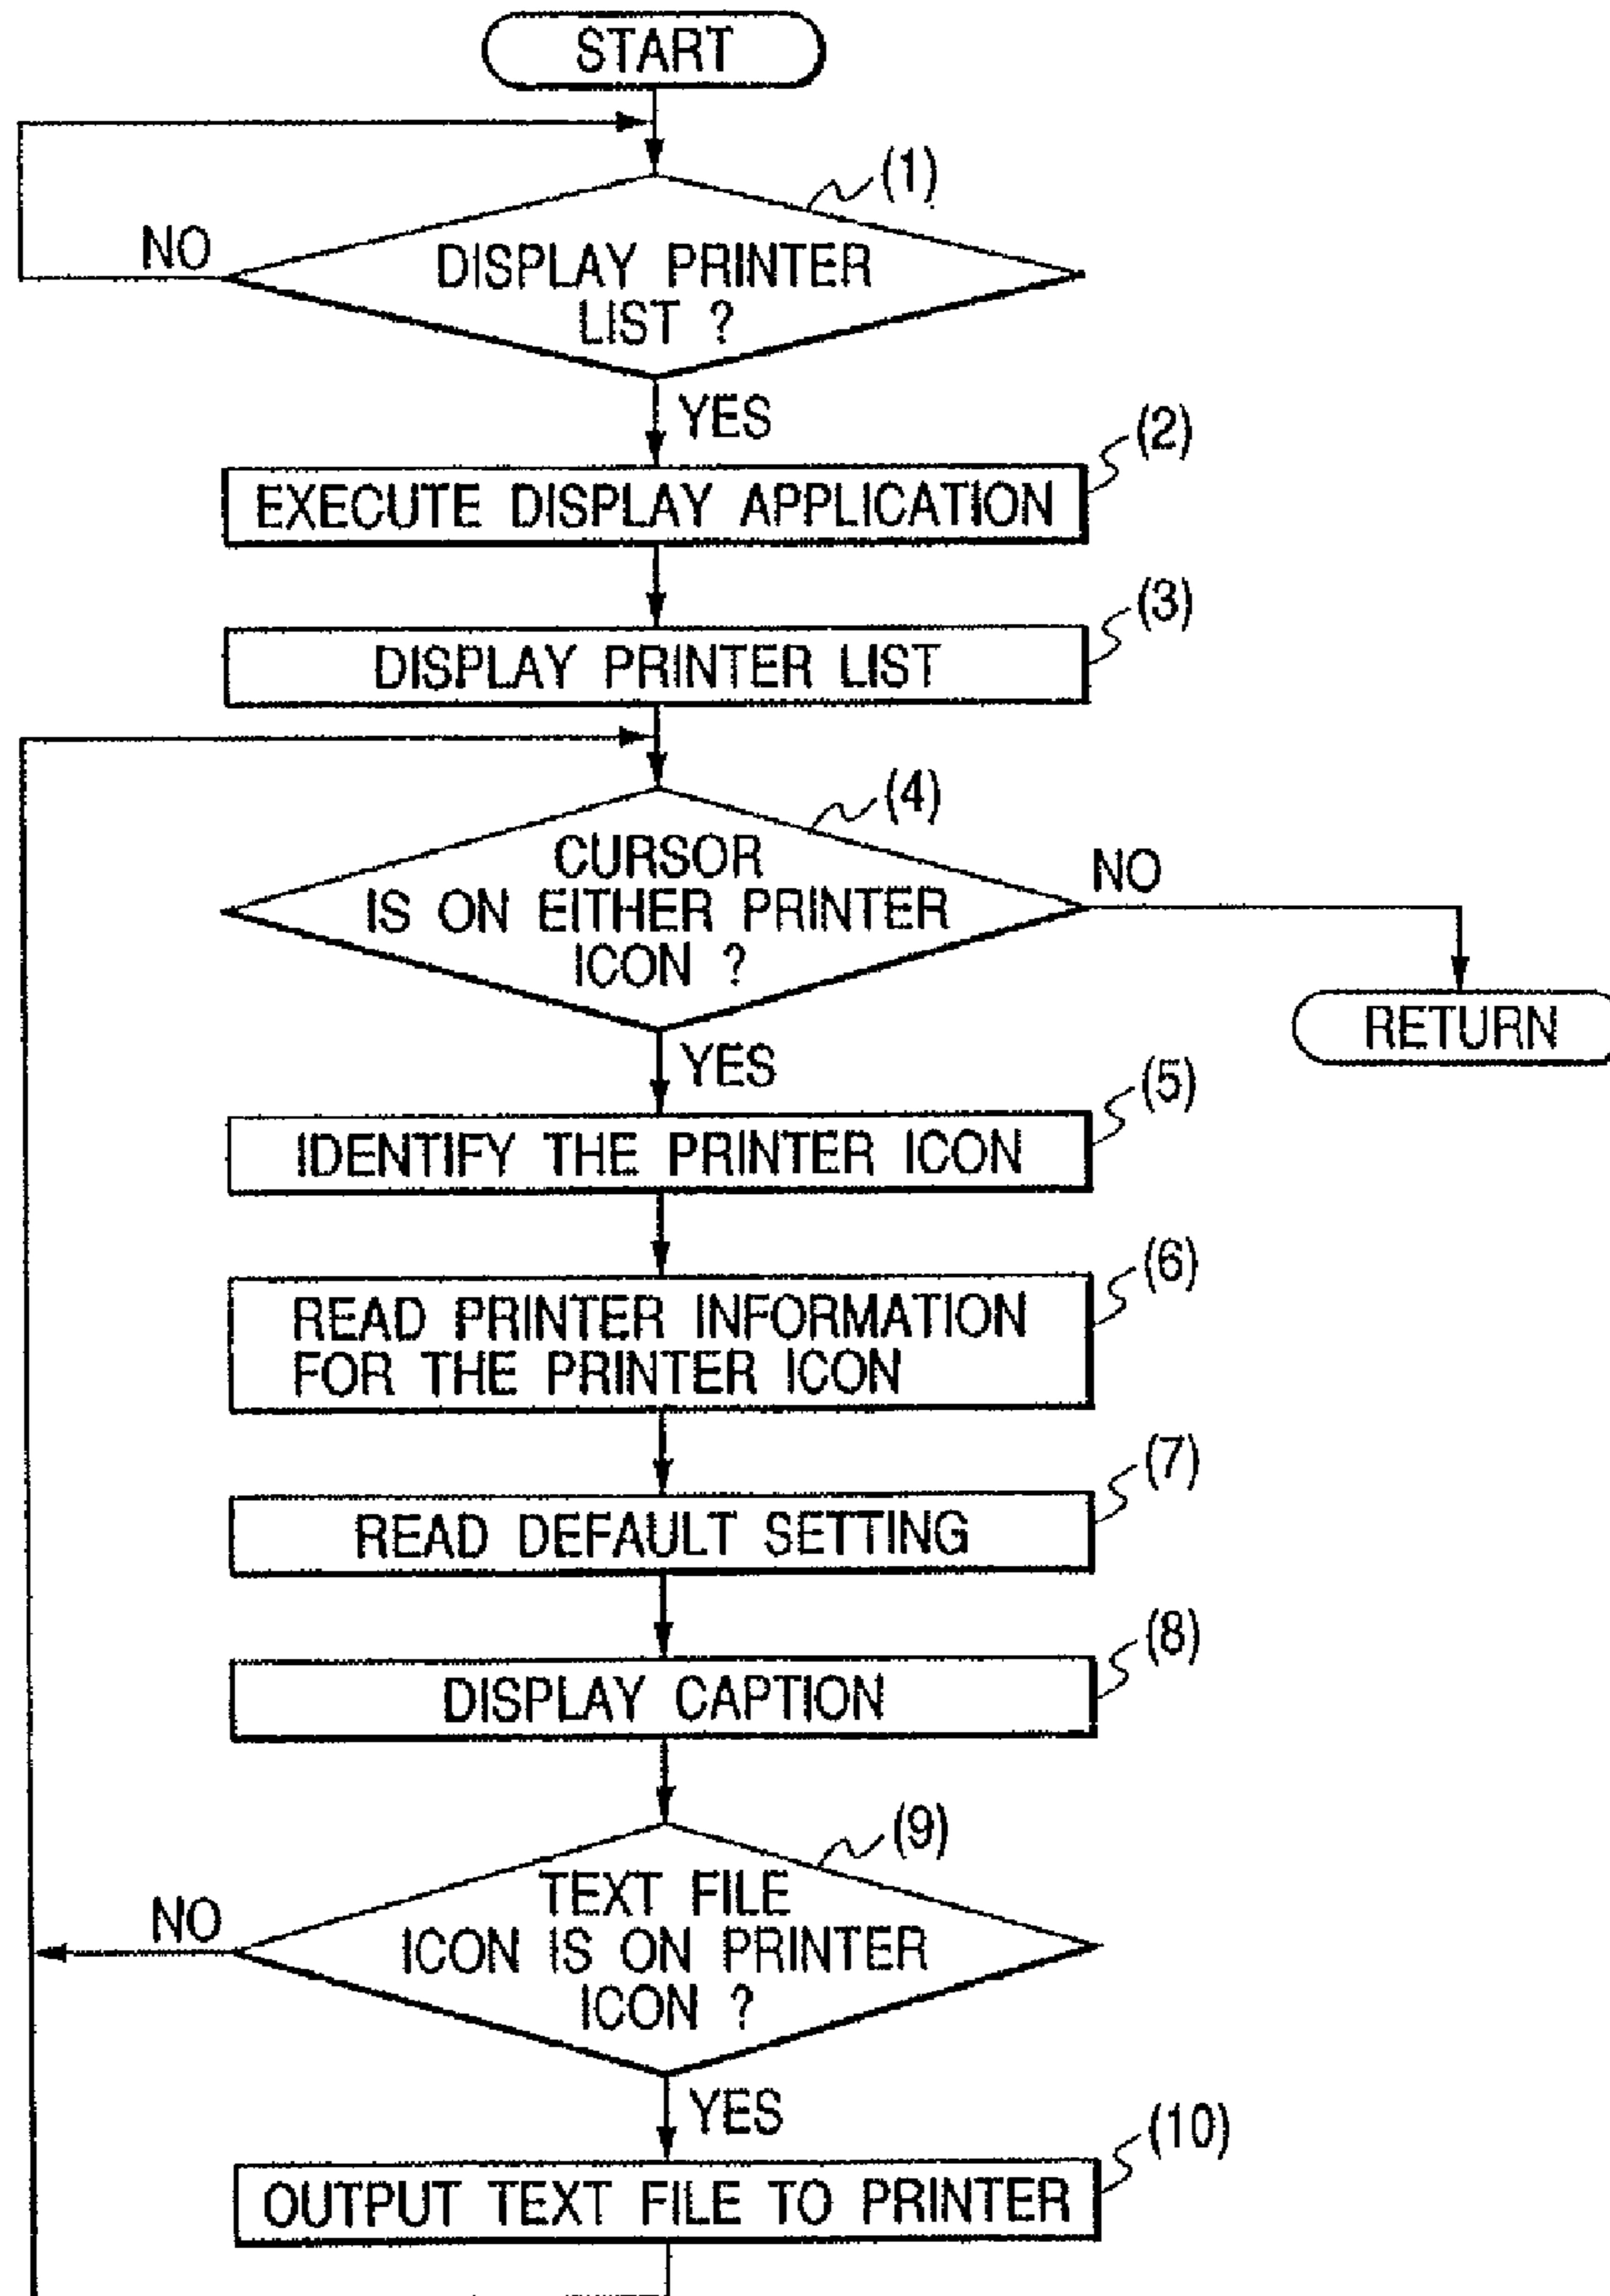 START
(1)
NO
DISPLAY PRINTER
LIST ?
YES
(2)
EXECUTE DISPLAY APPLICATION
(3)
DISPLAY PRINTER LIST
(4)
CURSOR
IS ON EITHER PRINTER
ICON ?
NO
RETURN
YES
(5)
IDENTIFY THE PRINTER ICON
(6)
READ PRINTER INFORMATION
FOR THE PRINTER ICON
(7)
READ DEFAULT SETTING
(8)
DISPLAY CAPTION
(9)
TEXT FILE
ICON IS ON PRINTER
ICON ?
NO
YES
(10)
OUTPUT TEXT FILE TO PRINTER